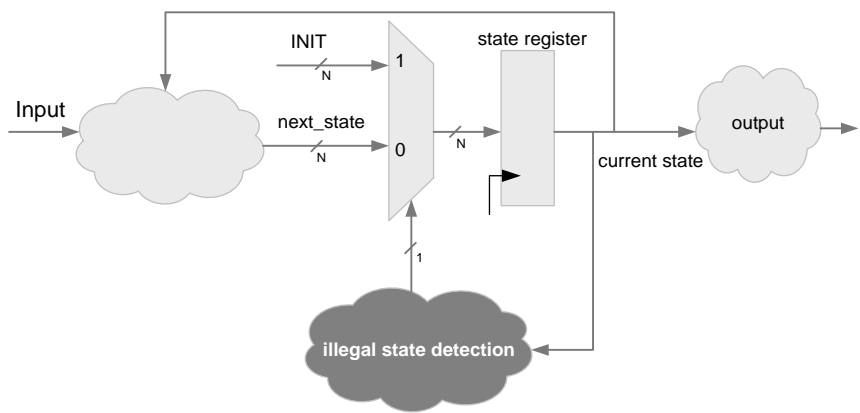 state register
INIT
1
N
Input
next_state
output
0
N
N
current state
1
illegal state detection